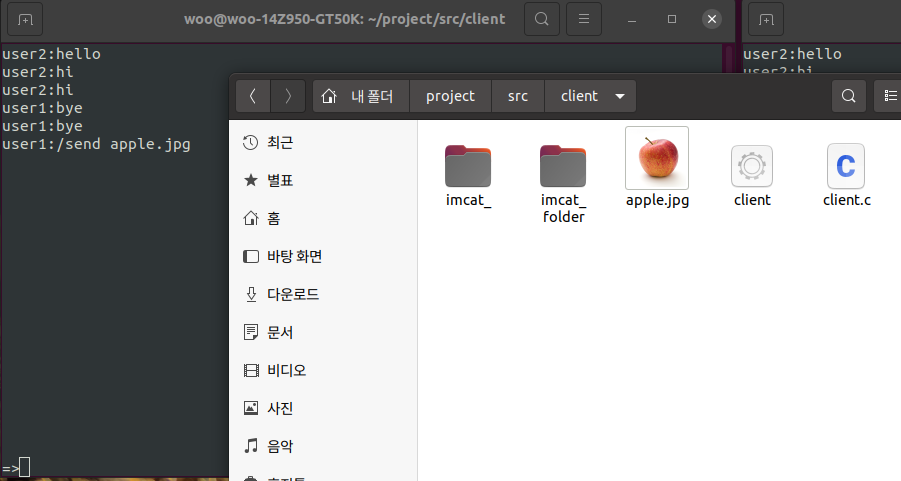 woo@woo-14Z950-GT50K: ~/project/src/client
user2:hello
user2:hi
user2:hi
user1:bye
user1:bye
user1:/send apple.jpg
=>
user2:hello
user2:hi
내 폴더
project
src
client
최근
별표
홈
바탕 화면
다운로드
문서
비디오
사진
음악
imcat_
imcat_
folder
apple.jpg
client
C
client.c